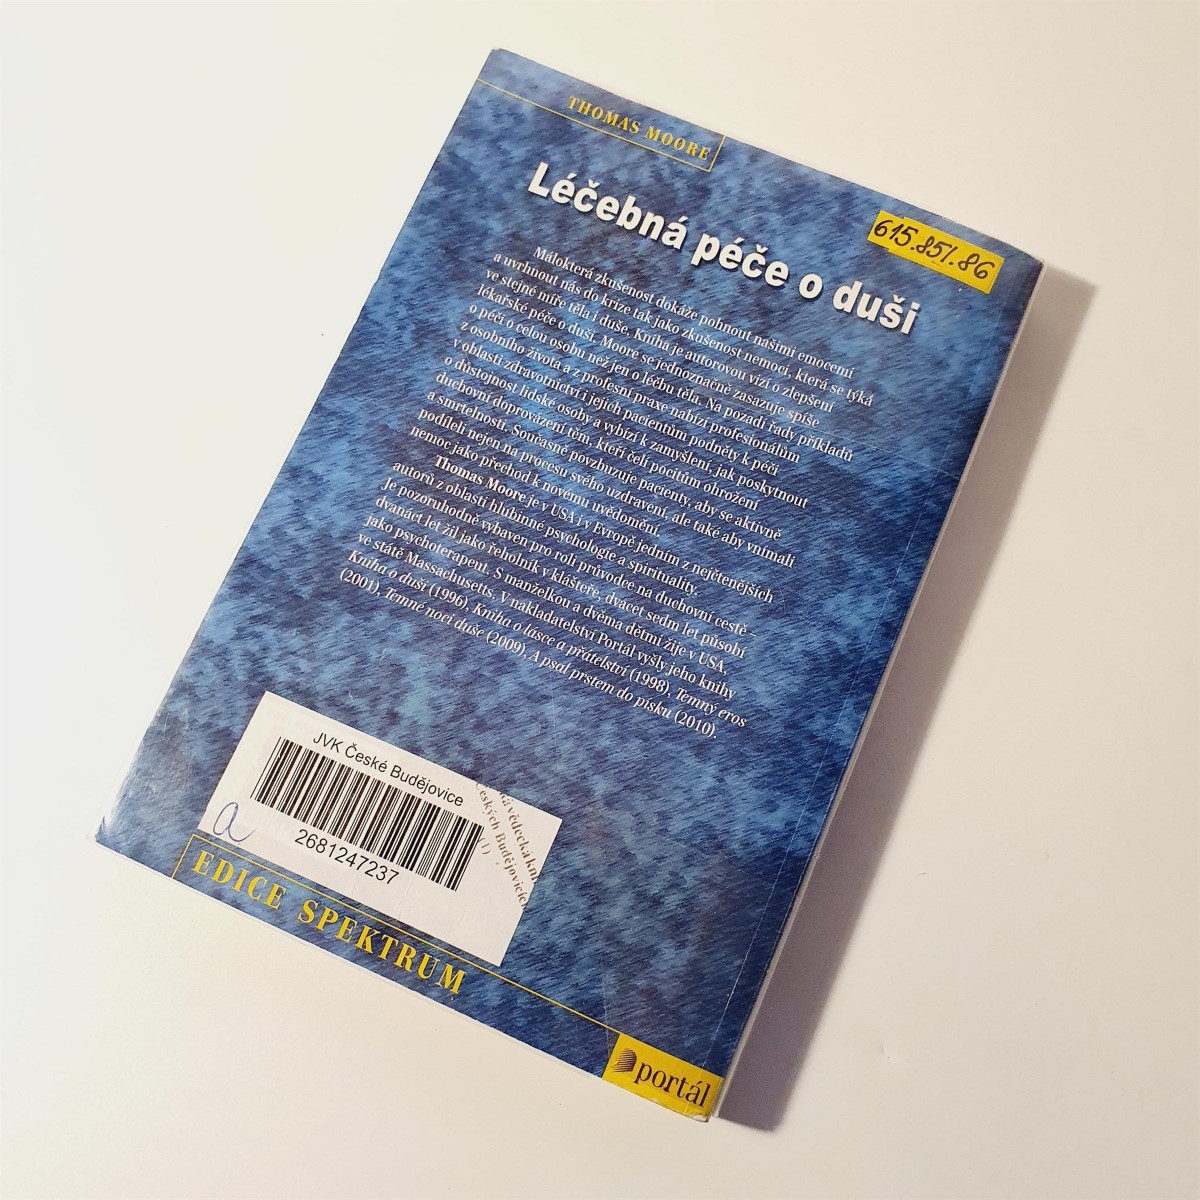 THOMAS MOORE
Léčebná péče o duši
615.851.86
Málokterá zkušenost dokáže pohnout našimi emocemi
a uvrhnout nás do krize tak jako zkušenost nemoci, která se týká
ve stejné míře těla i duše. Kniha je autorovou vizí o zlepšení
lékařské péče o duši. Moore se jednoznačně zasazuje spíše
o péči o celou osobu než jen o léčbu těla. Na pozadí řady příkladů
z osobního života a z profesní praxe nabízí profesionálům
v oblasti zdravotnictví i jejich pacientům podněty k péči
o důstojnost lidské osoby a vybízí k zamyšlení, jak poskytnout
duchovní doprovázení těm, kteří čelí pocitům ohrožení
a smrtelnosti. Současně povzbuzuje pacienty, aby se aktivně
podíleli nejen na procesu svého uzdravení, ale také aby vnímali
nemoc jako přechod k novému uvědomění.
Thomas Moore je v USA i v Evropě jedním z nejčtenějších
autorů z oblasti hlubinné psychologie a spirituality.
Je pozoruhodně vybaven pro roli průvodce na duchovní cestě –
dvanáct let žil jako řeholník v klášteře, dvacet sedm let působí
jako psychoterapeut. S manželkou a dvěma dětmi žije v USA,
ve státě Massachusetts. V nakladatelství Portál vyšly jeho knihy
Kniha o duši (1996), Kniha o lásce a přátelství (1998), Temný eros
(2001), Temné noci duše (2009), A psal prstem do písku (2010).
JVK České Budějovice
2681247237
a
ká vědecká kni
Českých Budějovicích
EDICE SPEKTRUM
portál